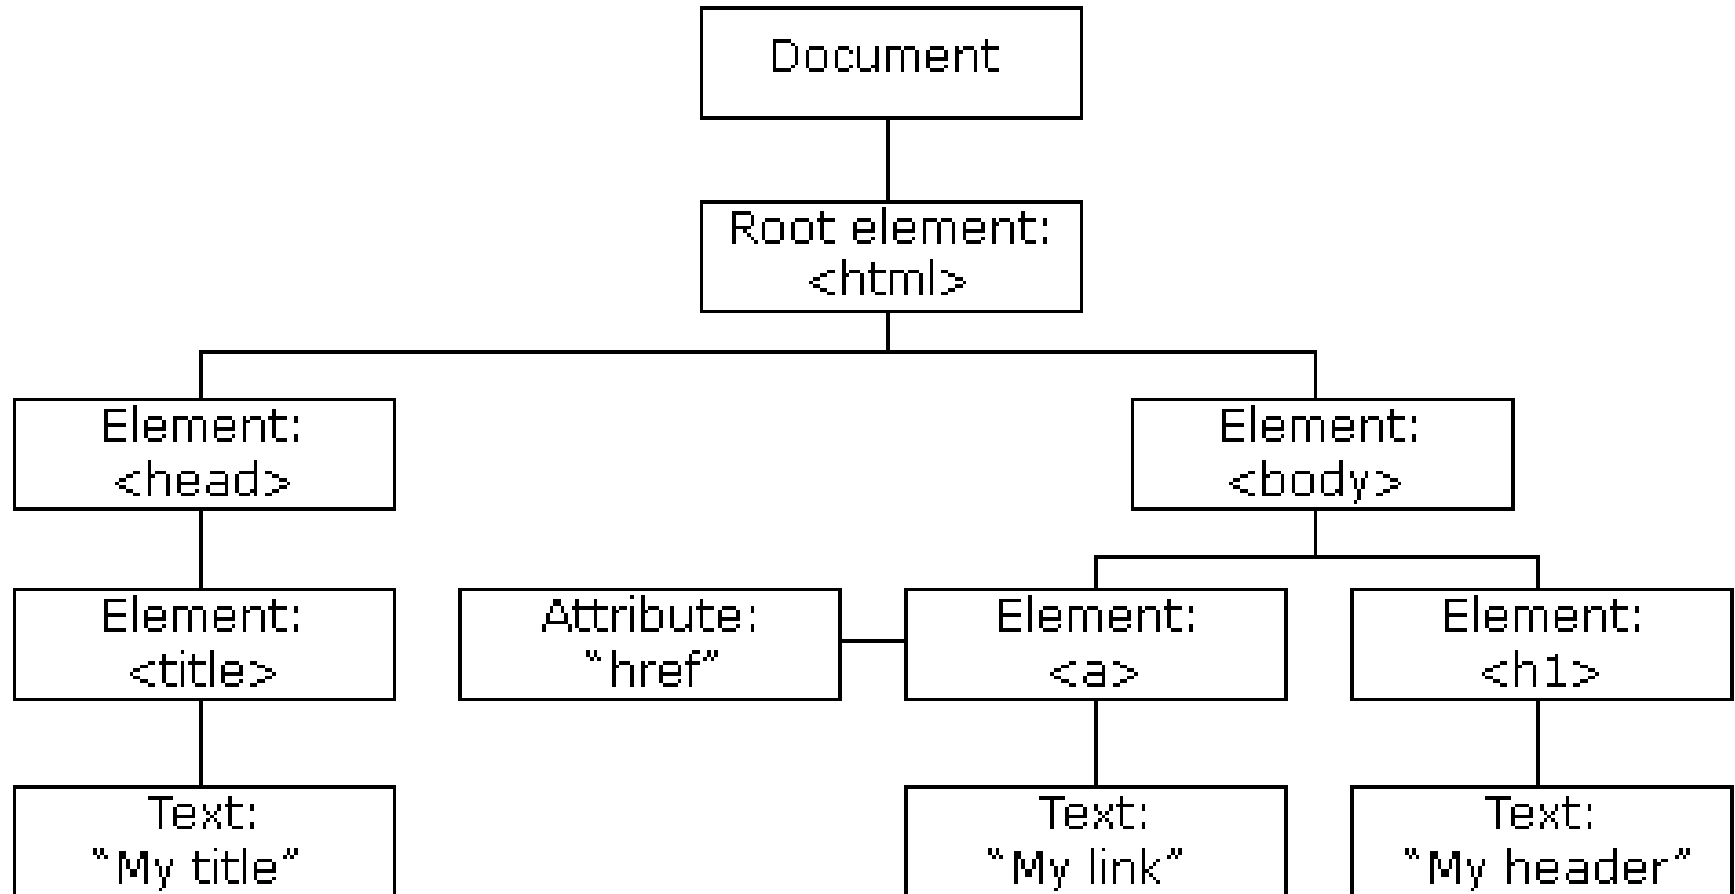 Document
Root element:
<html>
Element:
<head>
Element:
<body>
Element:
<title>
Attribute:
“href”
Element:
<a>
Element:
<h1>
Text:
“My title”
Text:
“My link”
Text:
“My header”